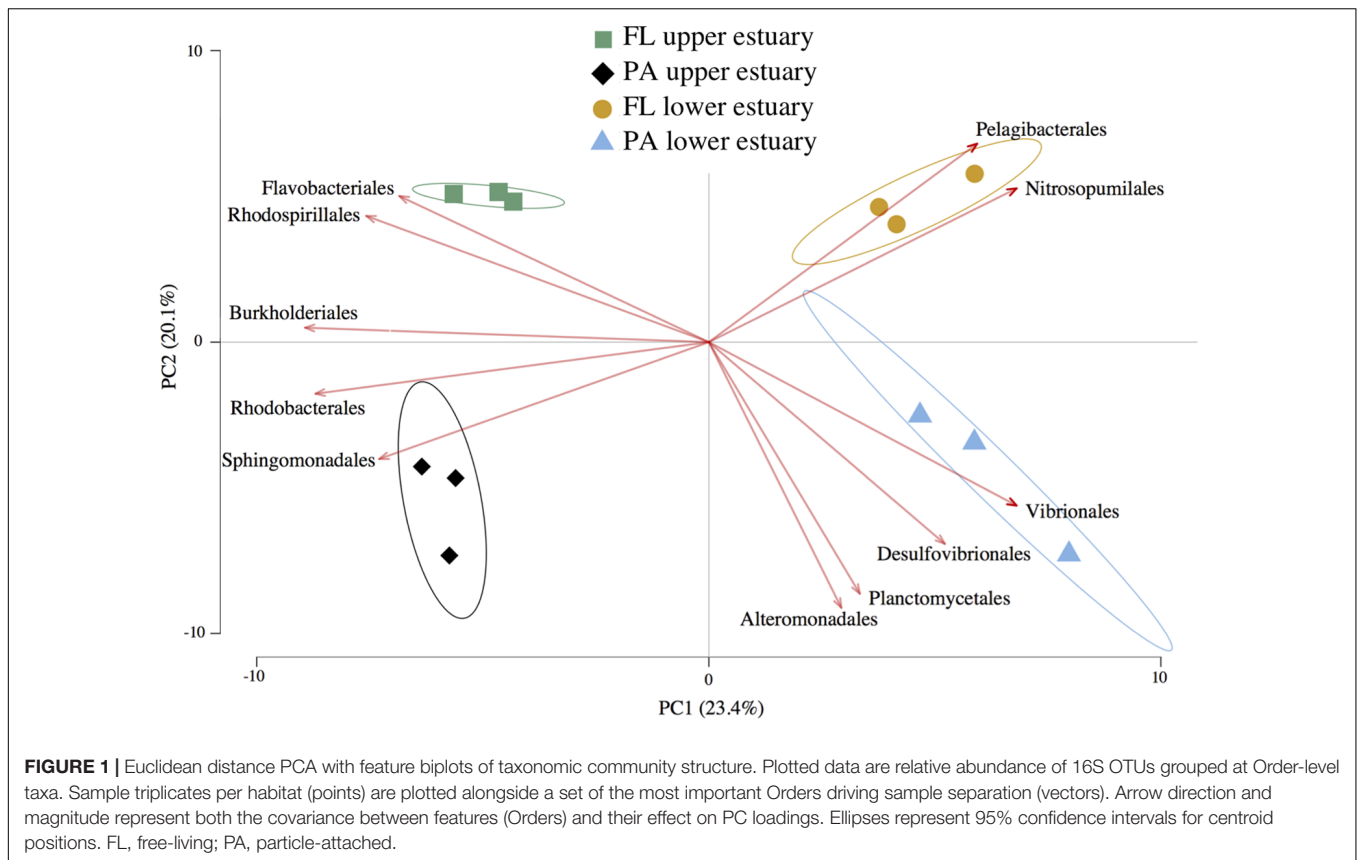 10
FL upper estuary
PA upper estuary
FL lower estuary
PA lower estuary
Pelagibacterales
Flavobacteriales
Nitrosopumilales
Rhodospirillales
Burkholderiales
PC2 (20.1%)
0
Rhodobacterales
Sphingomonadales
Vibrionales
Desulfovibrionales
Planctomycetales
Alteromonadales
-10
-10
0
10
PC1 (23.4%)
FIGURE 1 | Euclidean distance PCA with feature biplots of taxonomic community structure. Plotted data are relative abundance of 16S OTUs grouped at Order-level
taxa. Sample triplicates per habitat (points) are plotted alongside a set of the most important Orders driving sample separation (vectors). Arrow direction and
magnitude represent both the covariance between features (Orders) and their effect on PC loadings. Ellipses represent 95% confidence intervals for centroid
positions. FL, free-living; PA, particle-attached.